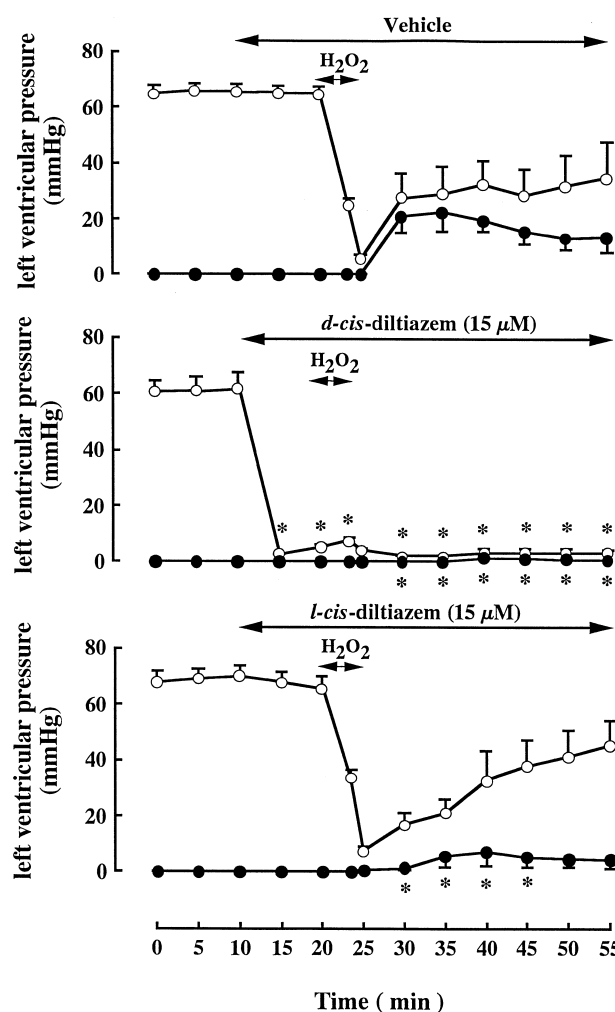 Vehicle
H2O2
80
60
40
20
0
left ventricular pressure
(mmHg)
d-cis-diltiazem (15 μM)
H2O2
80
60
40
20
0
left ventricular pressure
(mmHg)
* * *
* * * * * *
* * * * * *
l-cis-diltiazem (15 μM)
H2O2
80
60
40
20
0
left ventricular pressure
(mmHg)
* * * *
0 5 10 15 20 25 30 35 40 45 50 55
Time ( min )